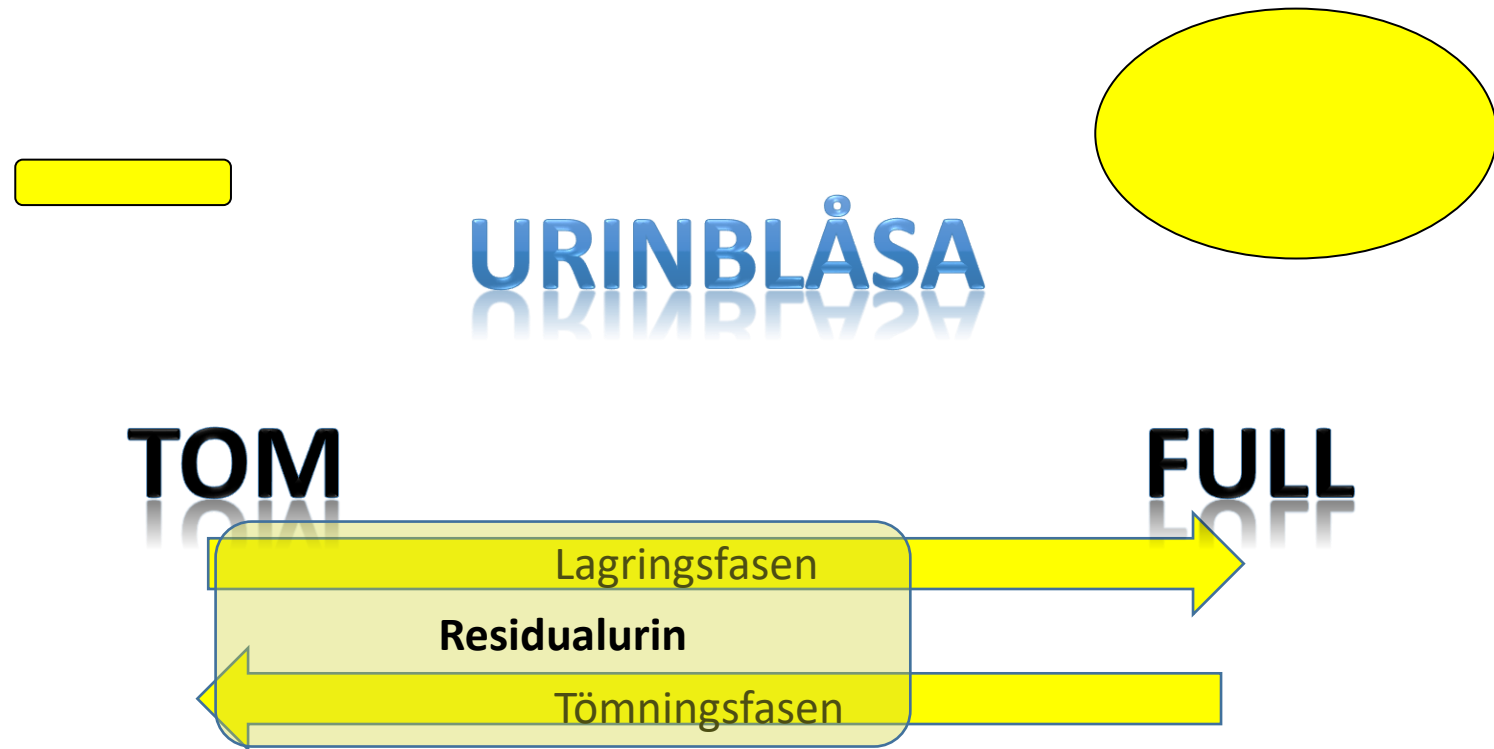 URINBLÅSA
TOM
FULL
Lagringsfasen
Residualurin
Tömningsfasen